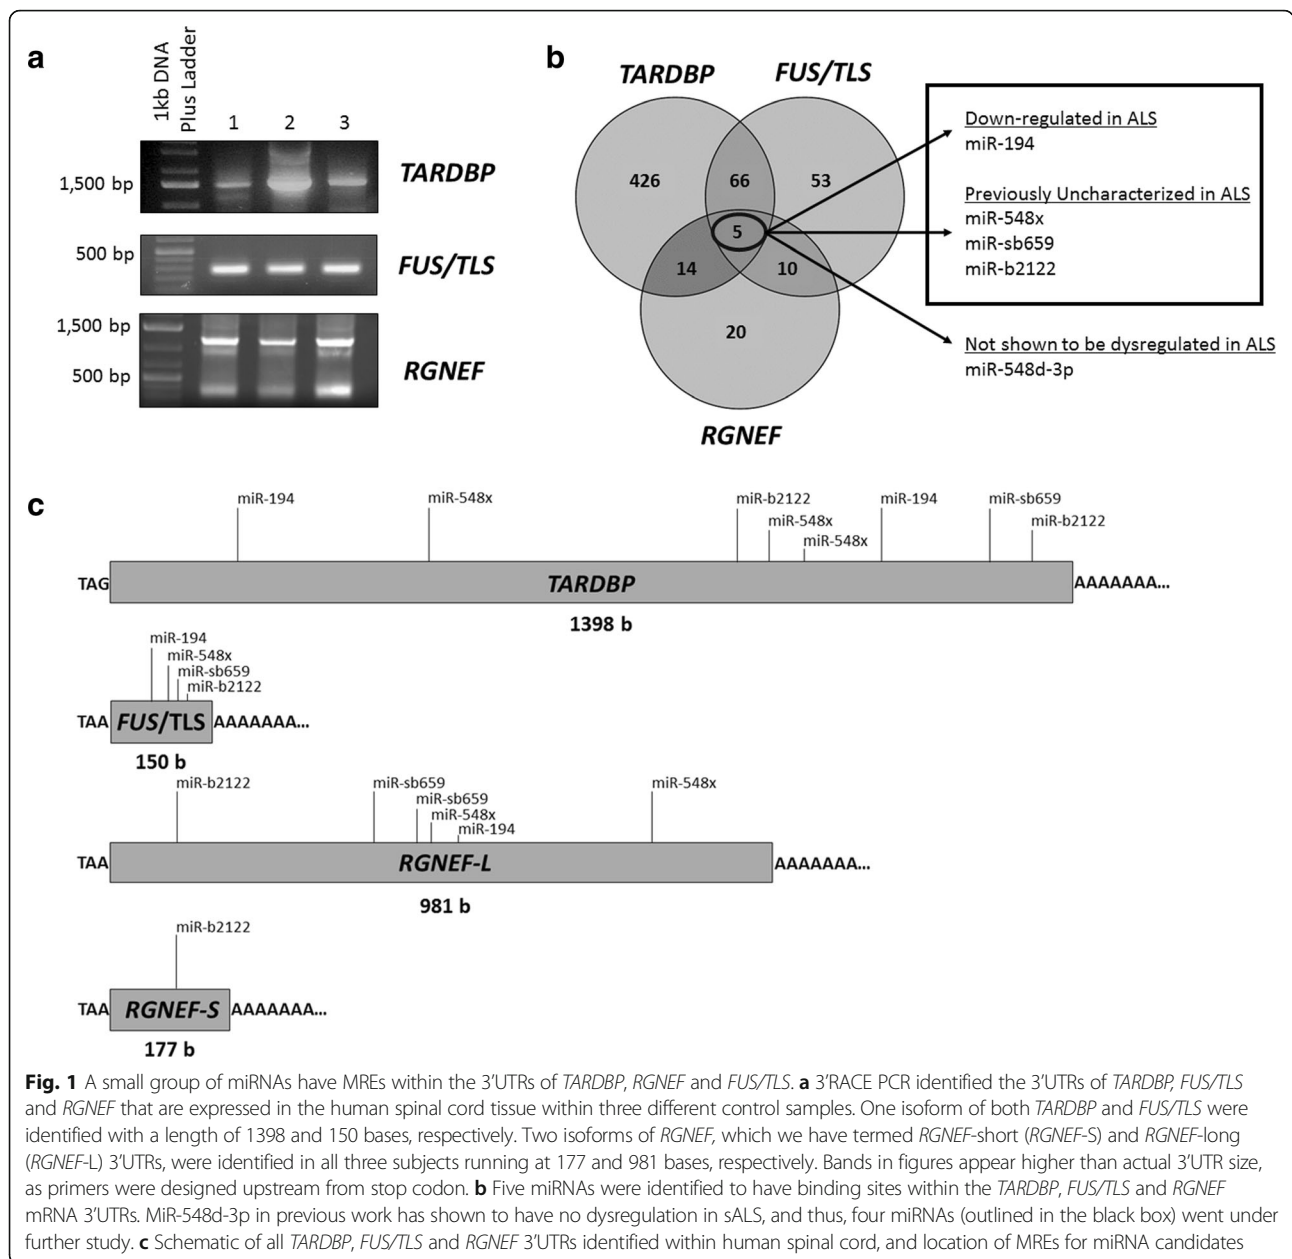 a
1kb DNA
Plus Ladder
1 2 3
1,500 bp
TARDBP
500 bp
FUS/TLS
1,500 bp
500 bp
RGNEF
b
TARDBP FUS/TLS
426 66 53
5
14 10
20
RGNEF
Down-regulated in ALS
miR-194
Previously Uncharacterized in ALS
miR-548x
miR-sb659
miR-b2122
Not shown to be dysregulated in ALS
miR-548d-3p
c
miR-194 miR-548x miR-b2122 miR-194 miR-sb659
miR-548x miR-b2122
miR-548x
TAG TARDBP AAAAAAA...
1398 b
miR-194
miR-548x
miR-sb659
miR-b2122
TAA FUS/TLS AAAAAAA...
150 b
miR-b2122 miR-sb659 miR-548x
miR-sb659
miR-548x
miR-194
TAA RGNEF-L AAAAAAA...
981 b
miR-b2122
TAA RGNEF-S AAAAAAA...
177 b
Fig. 1 A small group of miRNAs have MREs within the 3'UTRs of TARDBP, RGNEF and FUS/TLS. a 3'RACE PCR identified the 3'UTRs of TARDBP, FUS/TLS
and RGNEF that are expressed in the human spinal cord tissue within three different control samples. One isoform of both TARDBP and FUS/TLS were
identified with a length of 1398 and 150 bases, respectively. Two isoforms of RGNEF, which we have termed RGNEF-short (RGNEF-S) and RGNEF-long
(RGNEF-L) 3'UTRs, were identified in all three subjects running at 177 and 981 bases, respectively. Bands in figures appear higher than actual 3'UTR size,
as primers were designed upstream from stop codon. b Five miRNAs were identified to have binding sites within the TARDBP, FUS/TLS and RGNEF
mRNA 3'UTRs. MiR-548d-3p in previous work has shown to have no dysregulation in sALS, and thus, four miRNAs (outlined in the black box) went under
further study. c Schematic of all TARDBP, FUS/TLS and RGNEF 3'UTRs identified within human spinal cord, and location of MREs for miRNA candidates